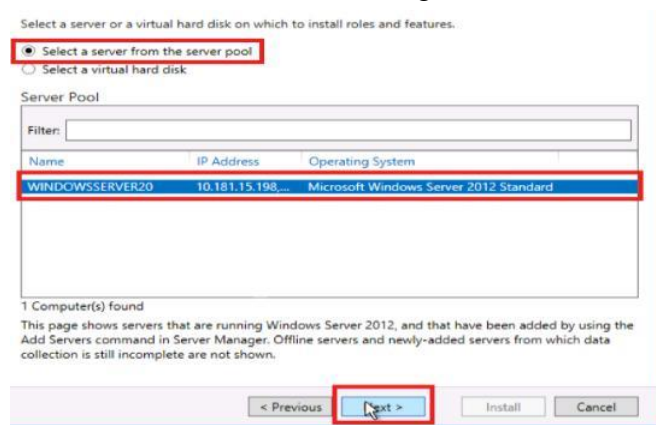 Select a server or a virtual hard disk on which to install roles and features.
Select a server from the server pool
Select a virtual hard disk
Server Pool
Filter:
Name IP Address Operating System
WINDOWSSERVER20 10.181.15.198,... Microsoft Windows Server 2012 Standard
1 Computer(s) found
This page shows servers that are running Windows Server 2012, and that have been added by using the
Add Servers command in Server Manager. Offline servers and newly-added servers from which data
collection is still incomplete are not shown.
< Previous Next > Install Cancel